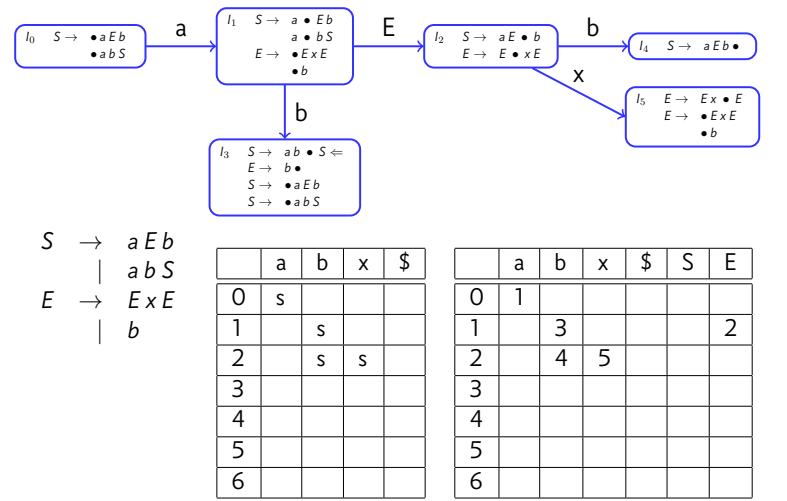 I0 S → • a E b
• a b S
a
I1 S → a • E b
a • b S
E → • E x E
• b
E
I2 S → a E • b
E → E • x E
b
I4 S → a E b •
x
I5 E → E x • E
E → • E x E
• b
b
I3 S → a b • S ⇐
E → b •
S → • a E b
S → • a b S
S → a E b
| a b S
E → E x E
| b
a b x $
0 s
1 s
2 s s
3
4
5
6
a b x $ S E
0 1
1 3 2
2 4 5
3
4
5
6